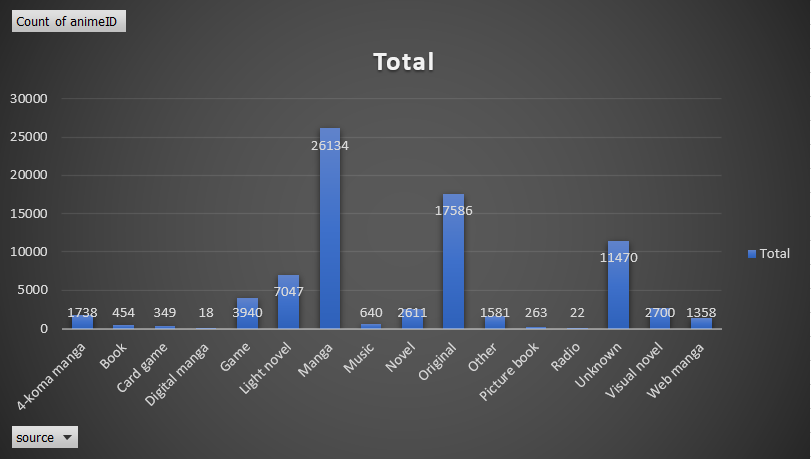 Count of animeID
Total
30000
25000
20000
15000
10000
5000
0
1738
454
349
18
3940
7047
26134
640
2611
17586
1581
263
22
11470
2700
1358
4-koma manga
Book
Card game
Digital manga
Game
Light novel
Manga
Music
Novel
Original
Other
Picture book
Radio
Unknown
Visual novel
Web manga
Total
source